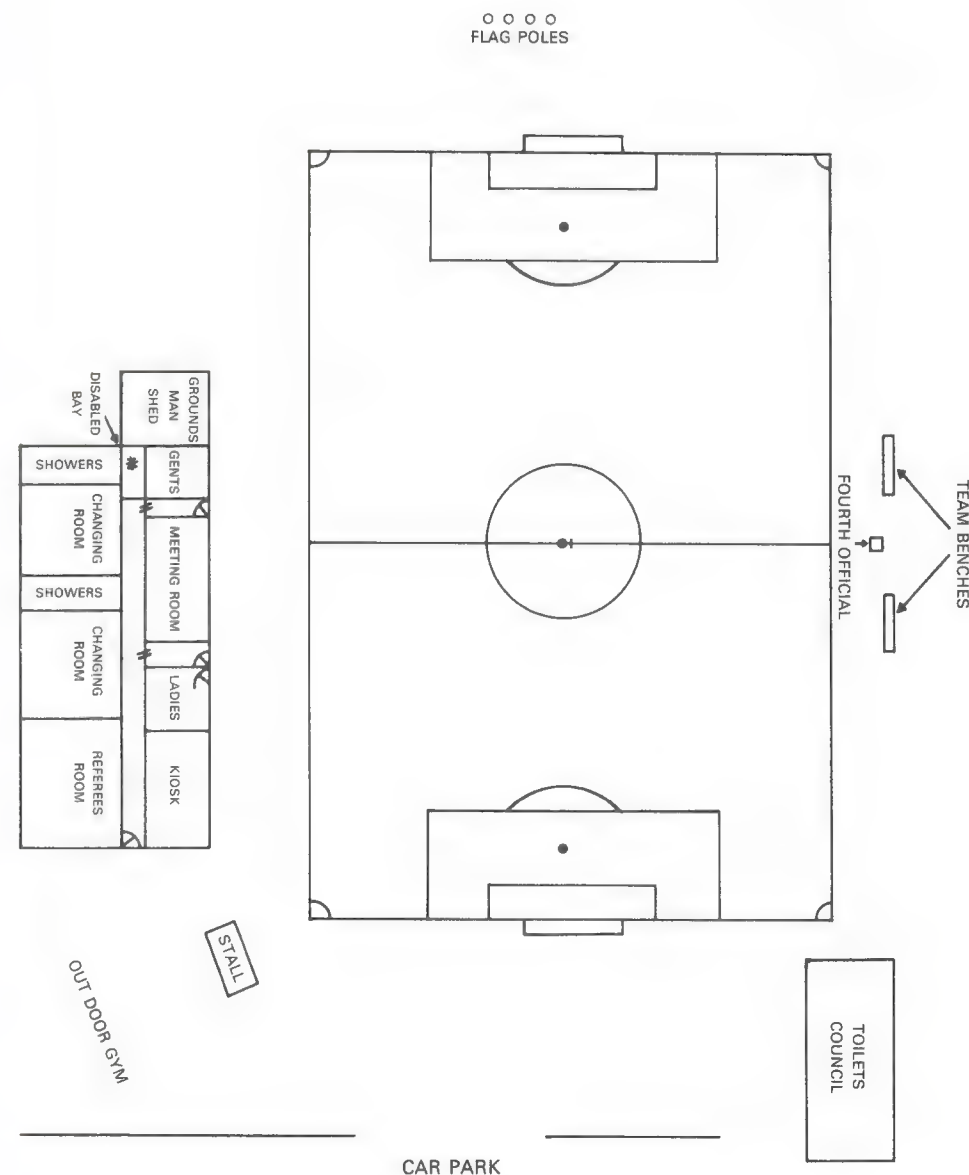 FLAG POLES
TEAM BENCHES
FOURTH OFFICIAL
DISABLED
BAY
GROUNDS
MAN
SHED
SHOWERS
GENTS
CHANGING
ROOM
MEETING ROOM
SHOWERS
CHANGING
ROOM
LADIES
REFEREES
ROOM
KIOSK
STALL
OUT DOOR GYM
TOILETS
COUNCIL
CAR PARK